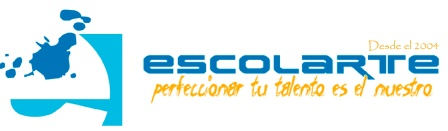 Desde el 2004
escolarte
perfeccionar tu talento es el nuestro